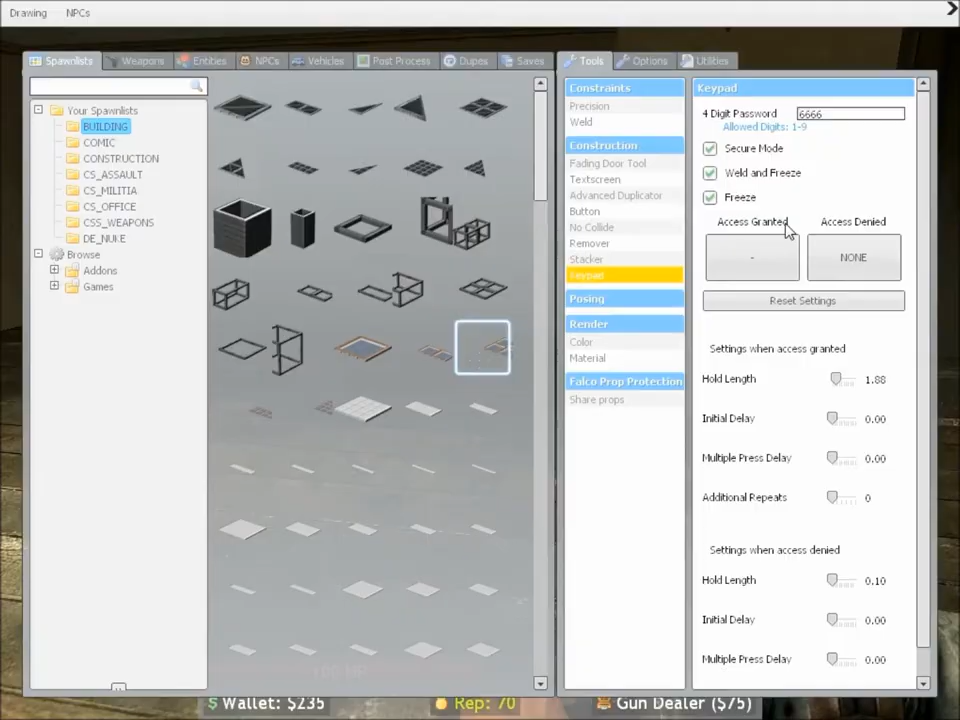 Drawing NPCs
Spawnlists Weapons Entities NPCs Vehicles Post Process Dupes Saves
Your Spawnlists
BUILDING
COMIC
CONSTRUCTION
CS_ASSAULT
CS_MILITIA
CS_OFFICE
CSS_WEAPONS
DE_NUKE
Browse
Addons
Games
Tools Options Utilities
Constraints
Precision
Weld
Construction
Fading Door Tool
Textscreen
Advanced Duplicator
Button
No Collide
Remover
Stacker
Keypad
Posing
Render
Color
Material
Falco Prop Protection
Share props
Keypad
4 Digit Password 6666
Allowed Digits: 1-9
Secure Mode
Weld and Freeze
Freeze
Access Granted Access Denied
- NONE
Reset Settings
Settings when access granted
Hold Length 1.88
Initial Delay 0.00
Multiple Press Delay 0.00
Additional Repeats 0
Settings when access denied
Hold Length 0.10
Initial Delay 0.00
Multiple Press Delay 0.00
$ Wallet: $235 Rep: 70 Gun Dealer ($75)